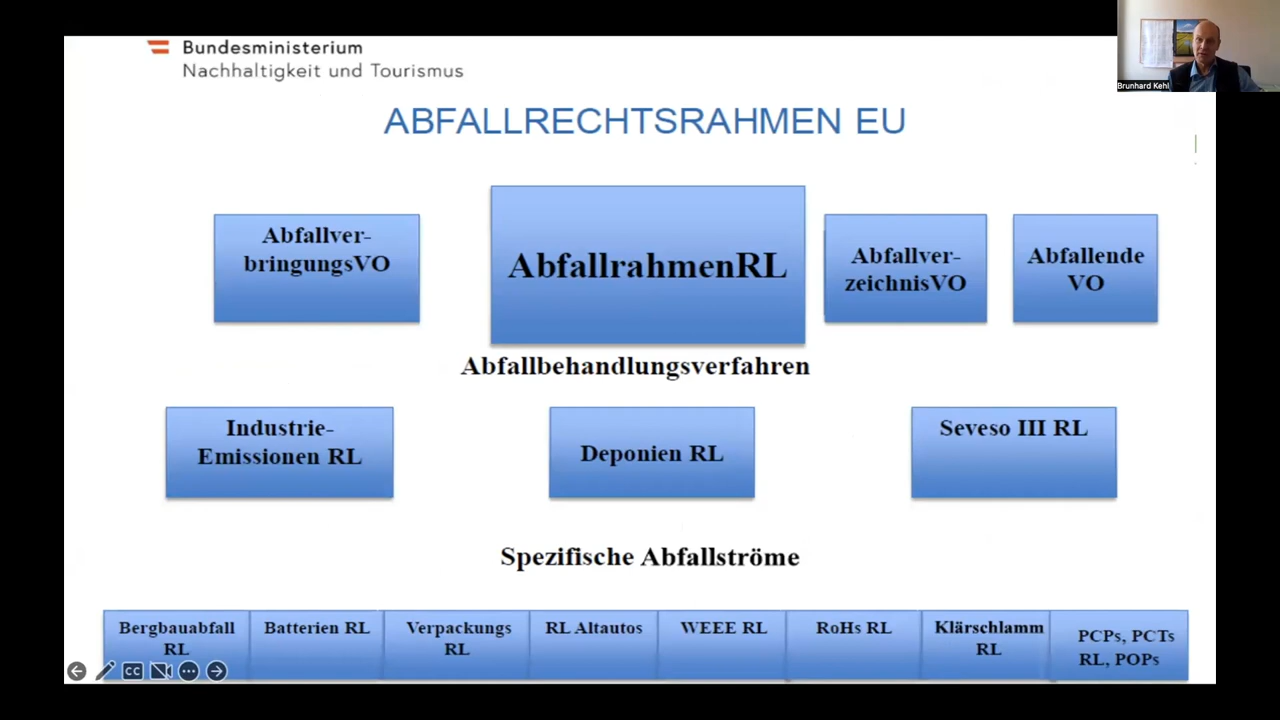 Bundesministerium
Nachhaltigkeit und Tourismus
Brunhard Kehl
ABFALLRECHTSRAHMEN EU
Abfallver-
bringungsVO
AbfallrahmenRL
Abfallver-
zeichnisVO
Abfallende
VO
Abfallbehandlungsverfahren
Industrie-
Emissionen RL
Deponien RL
Seveso III RL
Spezifische Abfallströme
Bergbauabfall
RL
Batterien RL
Verpackungs
RL
RL Altautos
WEEE RL
RoHs RL
Klärschlamm
RL
PCPs, PCTs
RL, POPs
CC